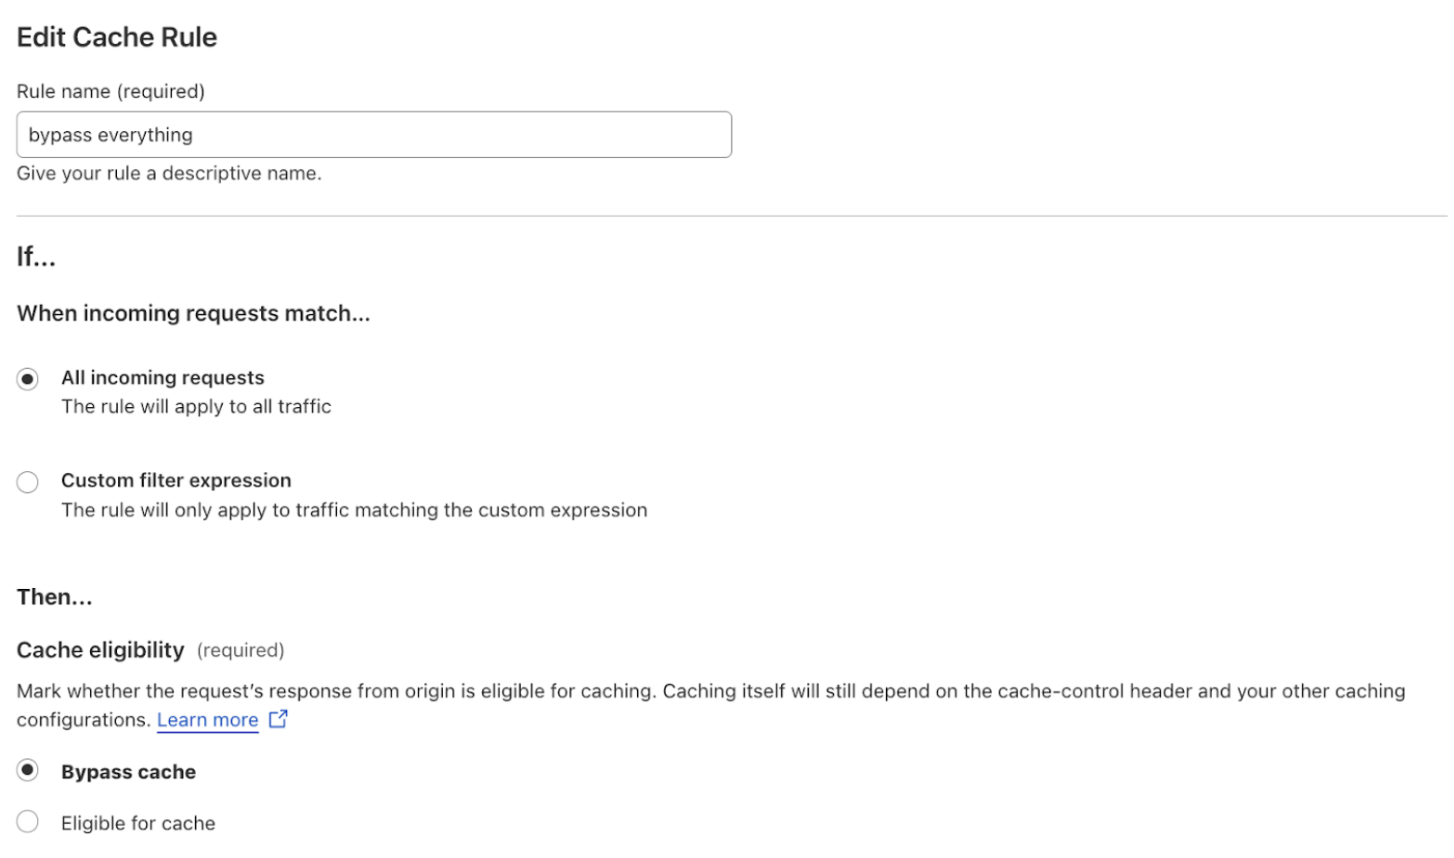 Edit Cache Rule
Rule name (required)
bypass everything
Give your rule a descriptive name.
If...
When incoming requests match...
All incoming requests
The rule will apply to all traffic
Custom filter expression
The rule will only apply to traffic matching the custom expression
Then...
Cache eligibility (required)
Mark whether the request's response from origin is eligible for caching. Caching itself will still depend on the cache-control header and your other caching
configurations. Learn more
Bypass cache
Eligible for cache